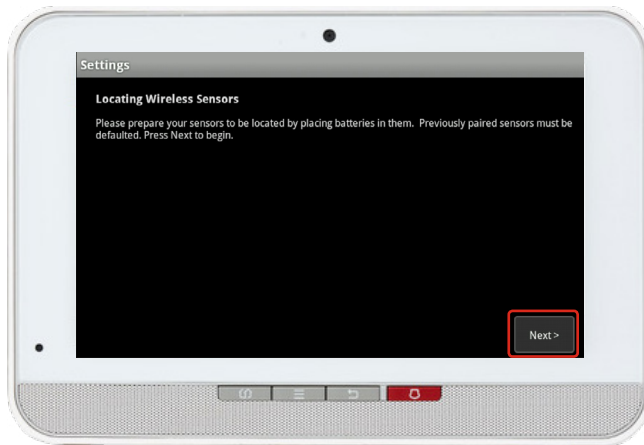 Settings
Locating Wireless Sensors
Please prepare your sensors to be located by placing batteries in them.  Previously paired sensors must be
defaulted. Press Next to begin.
Next >